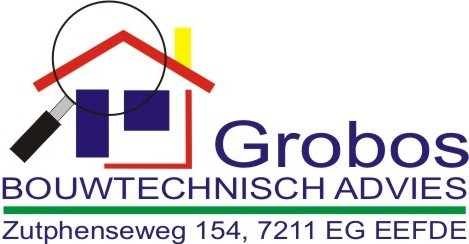 Grobos
BOUWTECHNISCH ADVIES
Zutphenseweg 154, 7211 EG EEFDE